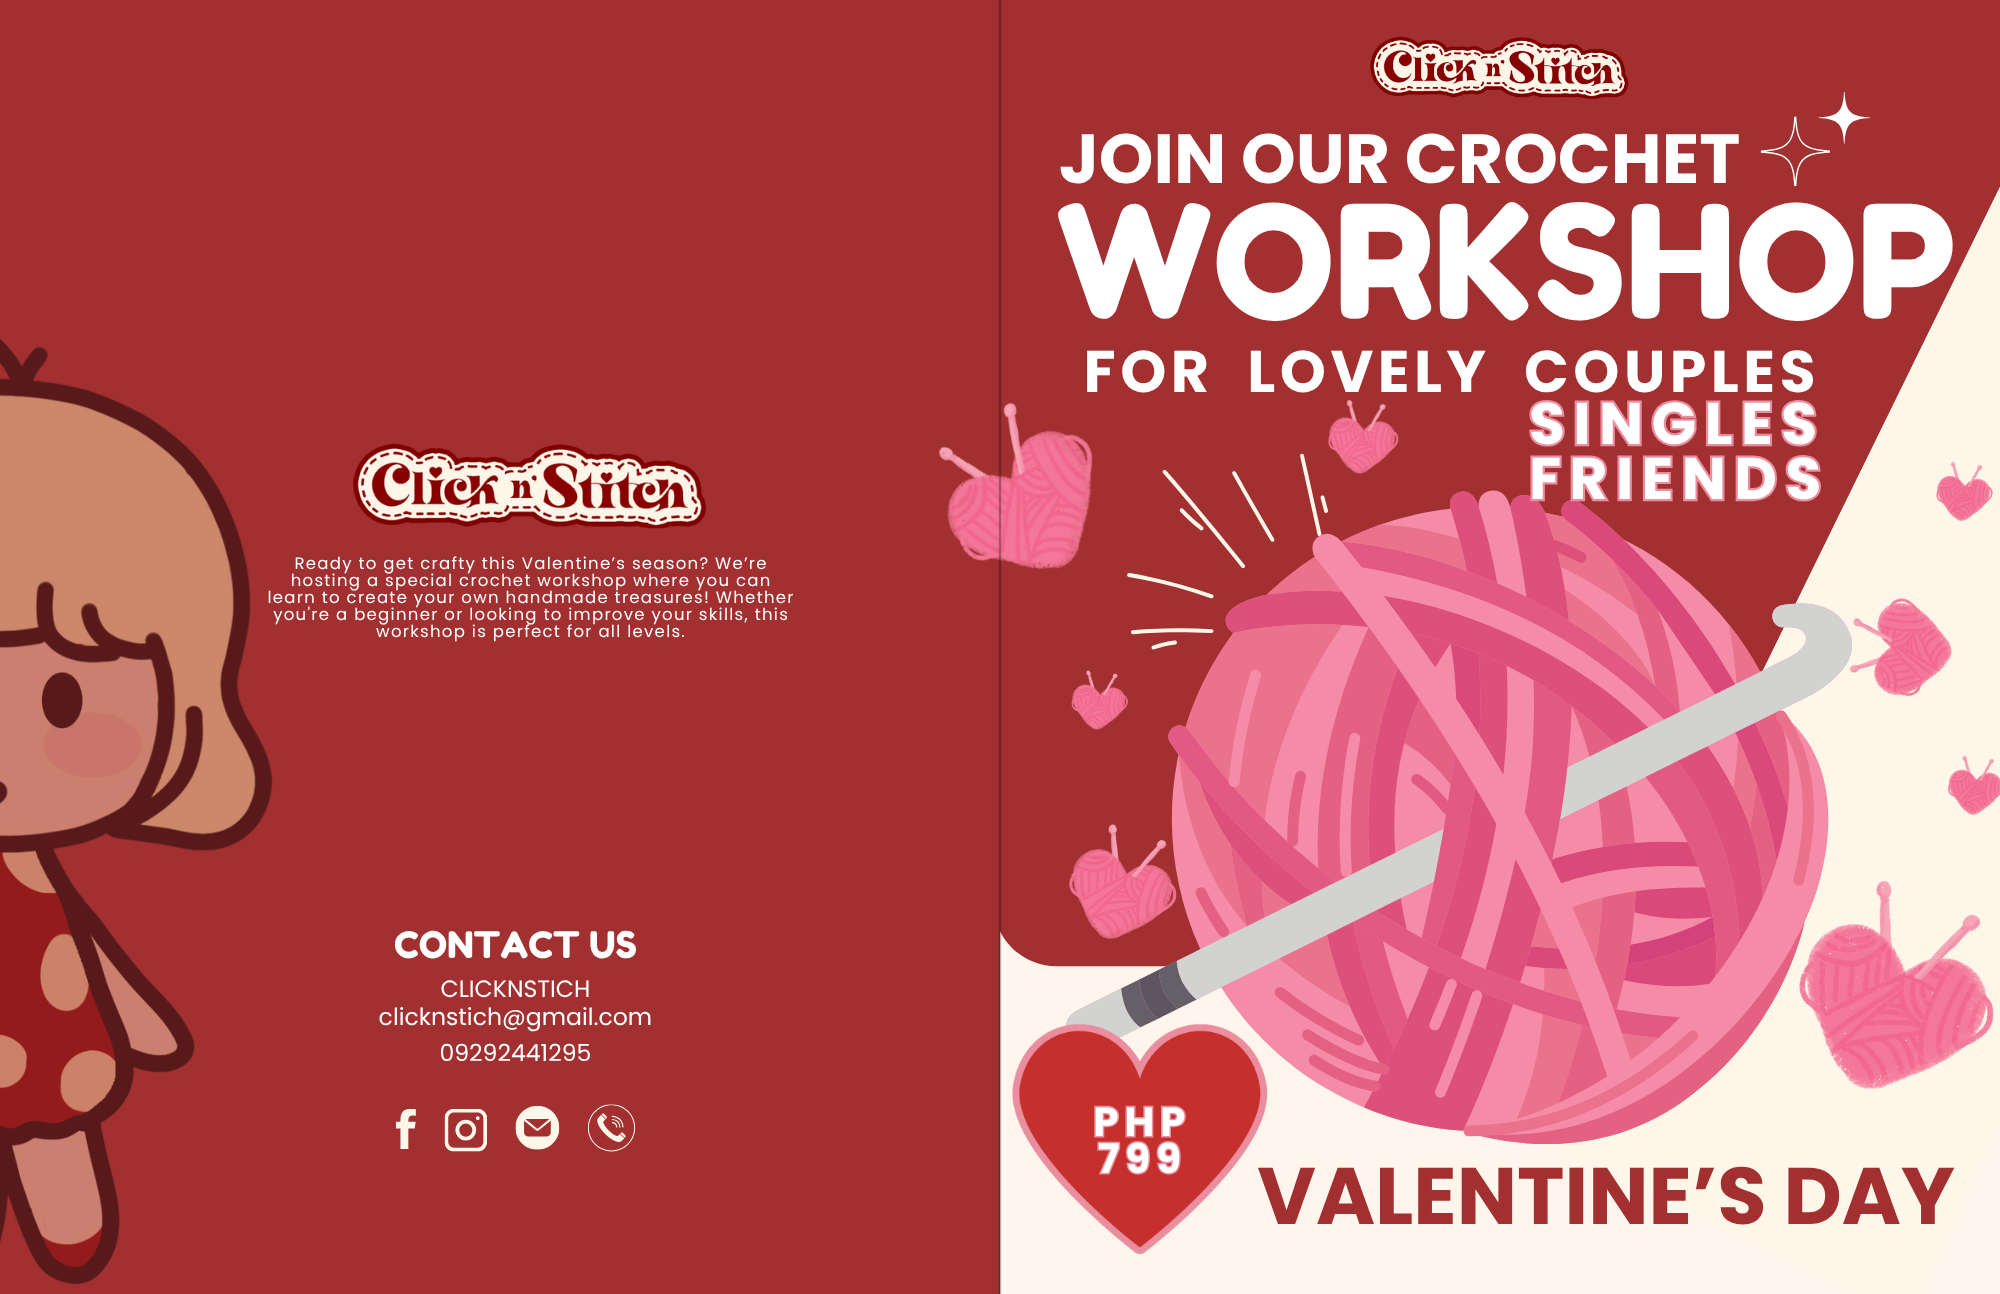 Click n' Stitch
Ready to get crafty this Valentine’s season? We’re
hosting a special crochet workshop where you can
learn to create your own handmade treasures! Whether
you're a beginner or looking to improve your skills, this
workshop is perfect for all levels.
CONTACT US
CLICKNSTICH
clicknstich@gmail.com
09292441295
Click n' Stitch
JOIN OUR CROCHET
WORKSHOP
FOR LOVELY COUPLES
SINGLES
FRIENDS
PHP
799
VALENTINE’S DAY